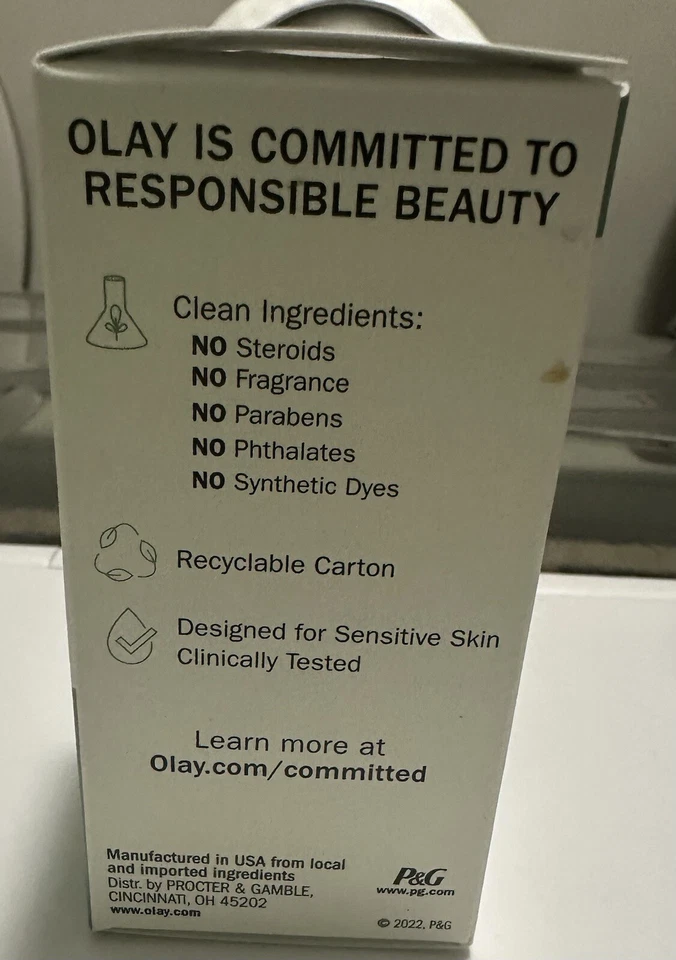 OLAY IS COMMITTED TO
RESPONSIBLE BEAUTY
Clean Ingredients:
NO Steroids
NO Fragrance
NO Parabens
NO Phthalates
NO Synthetic Dyes
Recyclable Carton
Designed for Sensitive Skin
Clinically Tested
Learn more at
Olay.com/committed
Manufactured in USA from local
and imported ingredients
Distr. by PROCTER & GAMBLE,
CINCINNATI, OH 45202
www.olay.com
P&G
www.pg.com
© 2022, P&G